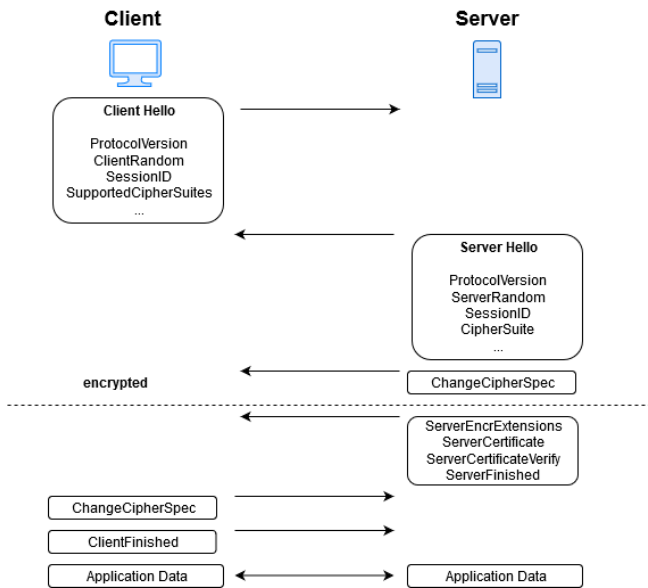 Client
Server
Client Hello
ProtocolVersion
ClientRandom
SessionID
SupportedCipherSuites
...
Server Hello
ProtocolVersion
ServerRandom
SessionID
CipherSuite
...
encrypted
ChangeCipherSpec
ServerEncrExtensions
ServerCertificate
ServerCertificateVerify
ServerFinished
ChangeCipherSpec
ClientFinished
Application Data
Application Data